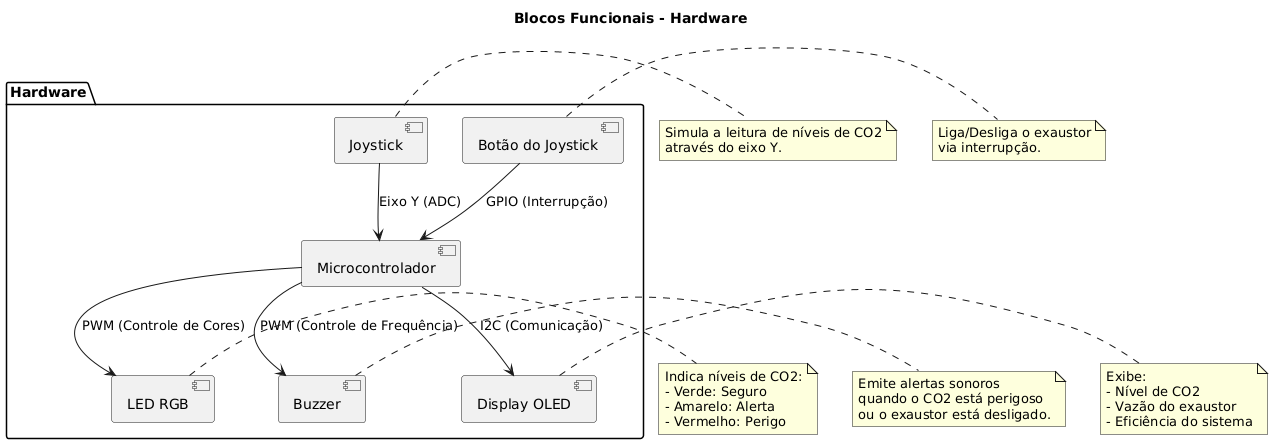 Blocos Funcionais - Hardware
Hardware
Joystick
Botão do Joystick
Simula a leitura de níveis de CO2
através do eixo Y.
Liga/Desliga o exaustor
via interrupção.
Eixo Y (ADC)
GPIO (Interrupção)
Microcontrolador
PWM (Controle de Cores)
PWM (Controle de Frequência)
I2C (Comunicação)
LED RGB
Buzzer
Display OLED
Indica níveis de CO2:
- Verde: Seguro
- Amarelo: Alerta
- Vermelho: Perigo
Emite alertas sonoros
quando o CO2 está perigoso
ou o exaustor está desligado.
Exibe:
- Nível de CO2
- Vazão do exaustor
- Eficiência do sistema